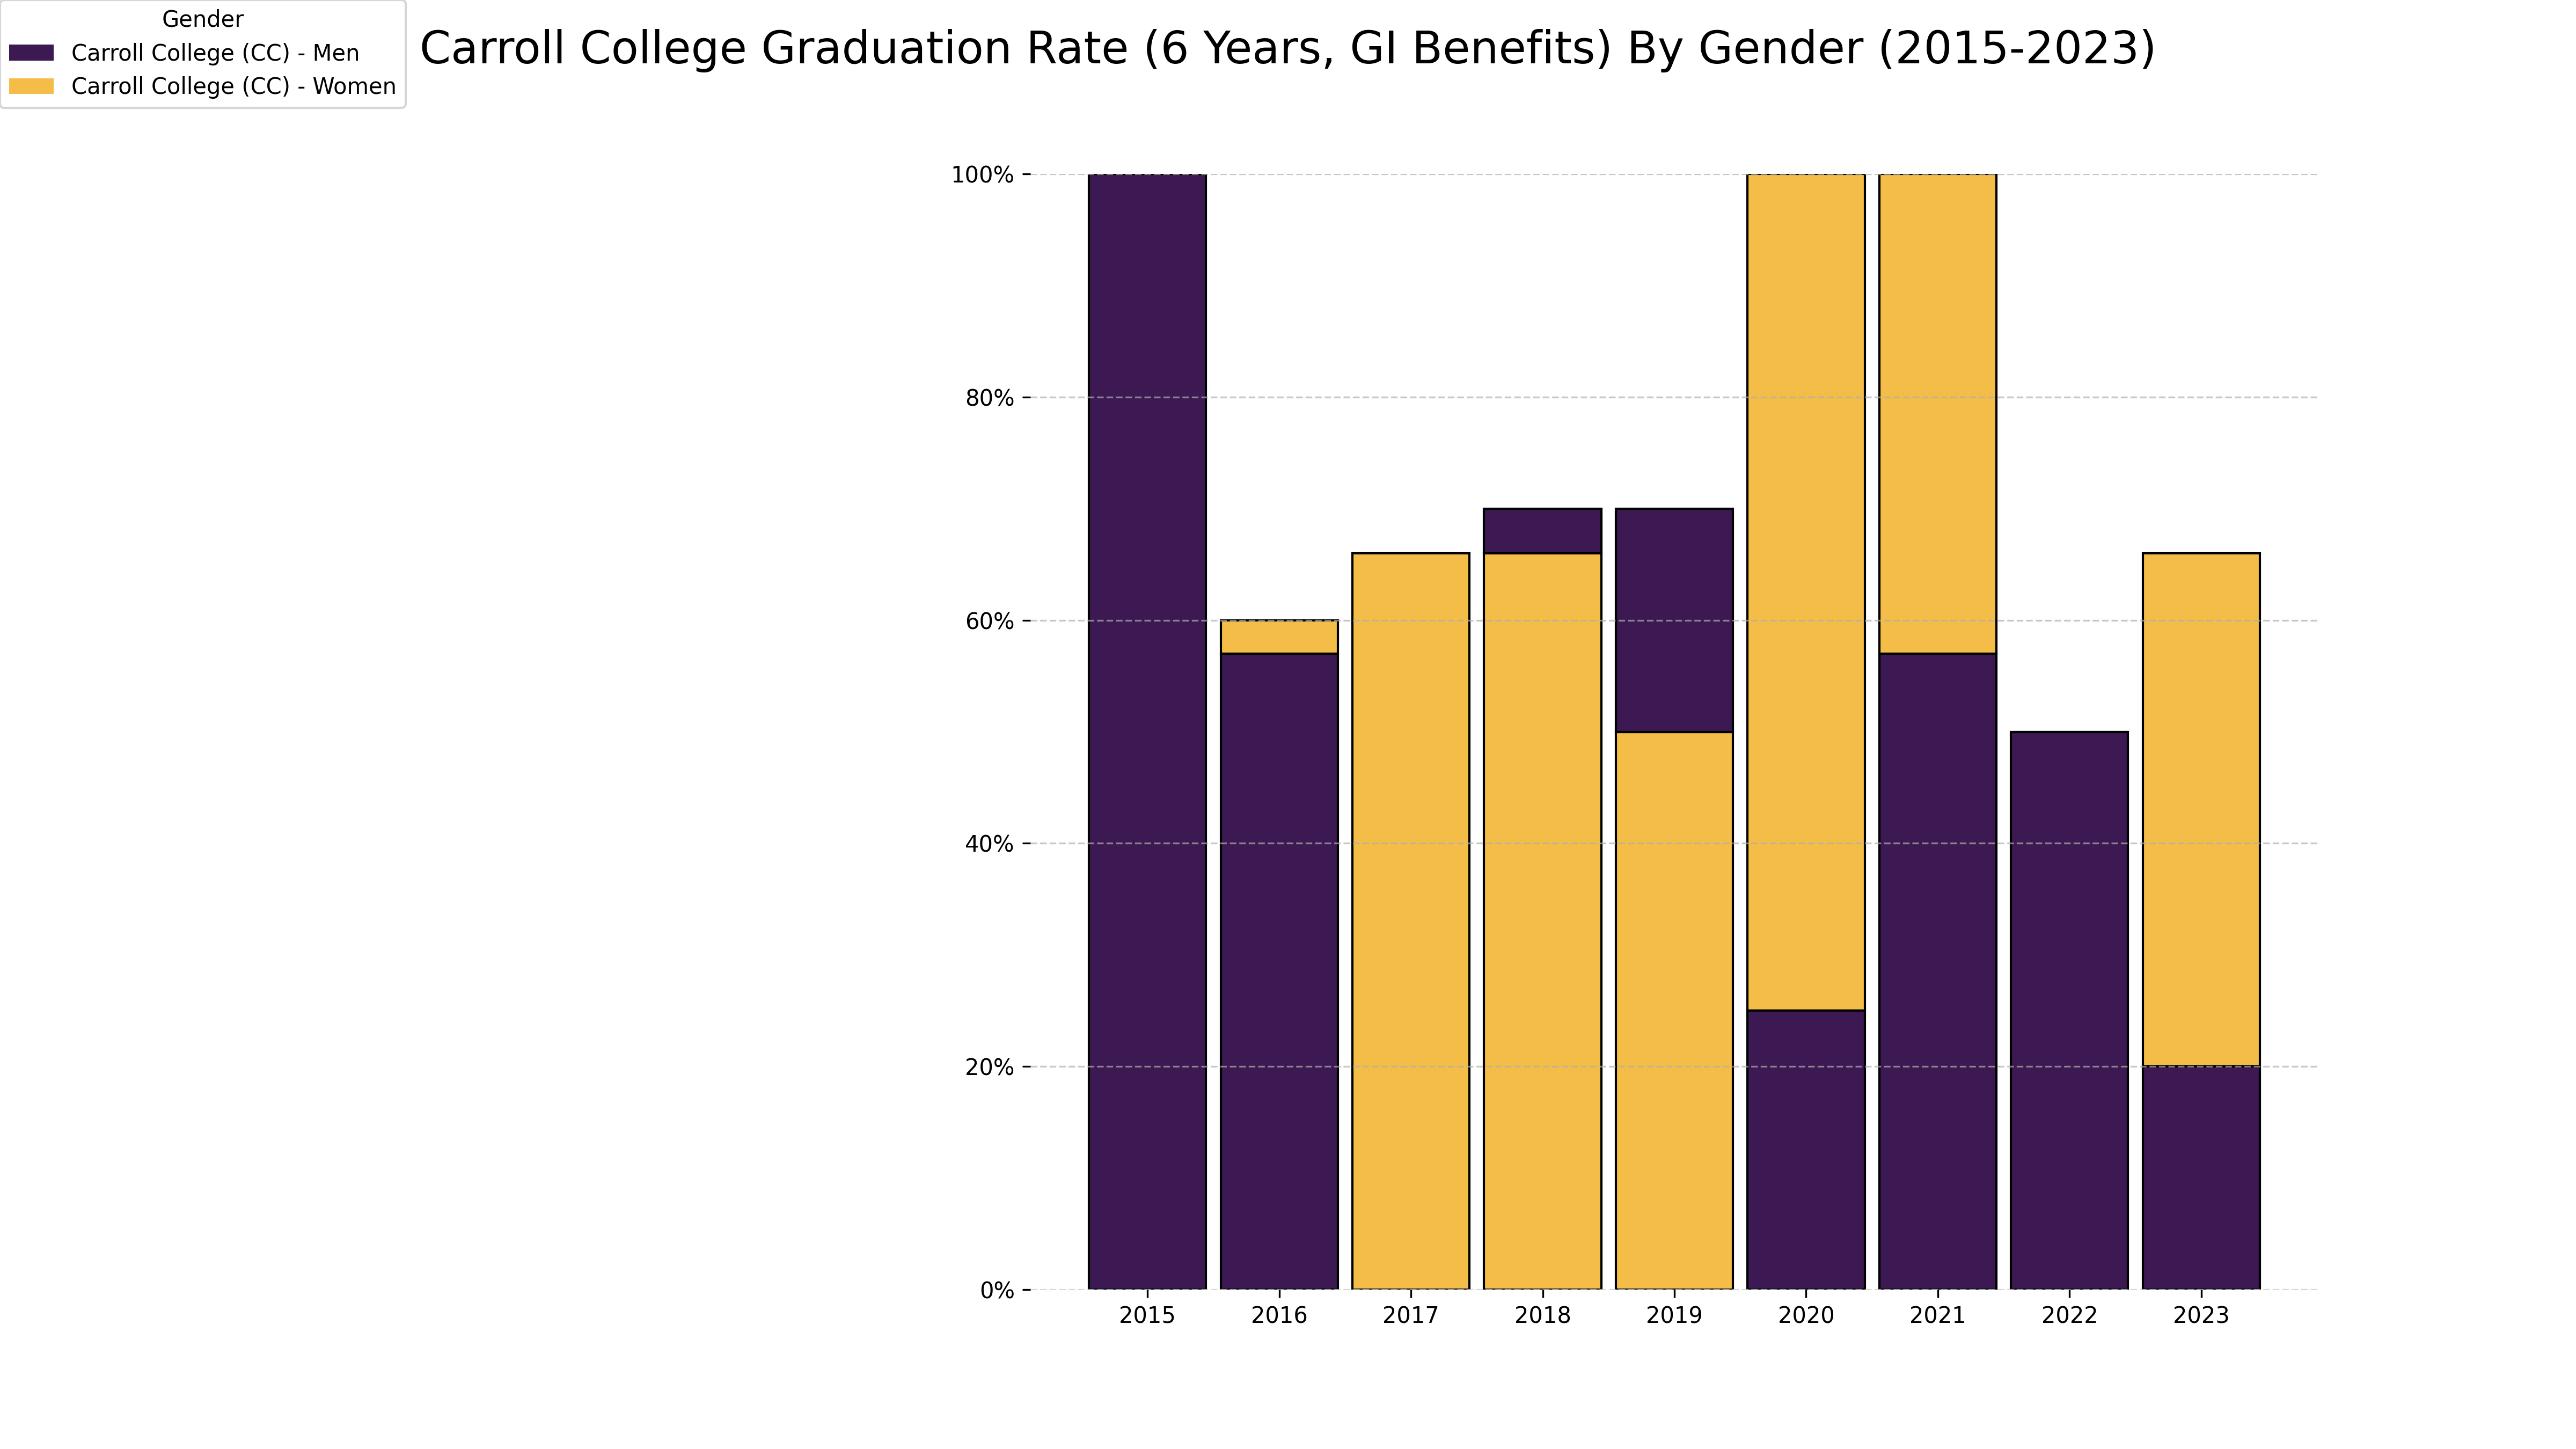 Gender
Carroll College (CC) - Men
Carroll College (CC) - Women
Carroll College Graduation Rate (6 Years, GI Benefits) By Gender (2015-2023)
100%
80%
60%
40%
20%
0%
2015 2016 2017 2018 2019 2020 2021 2022 2023